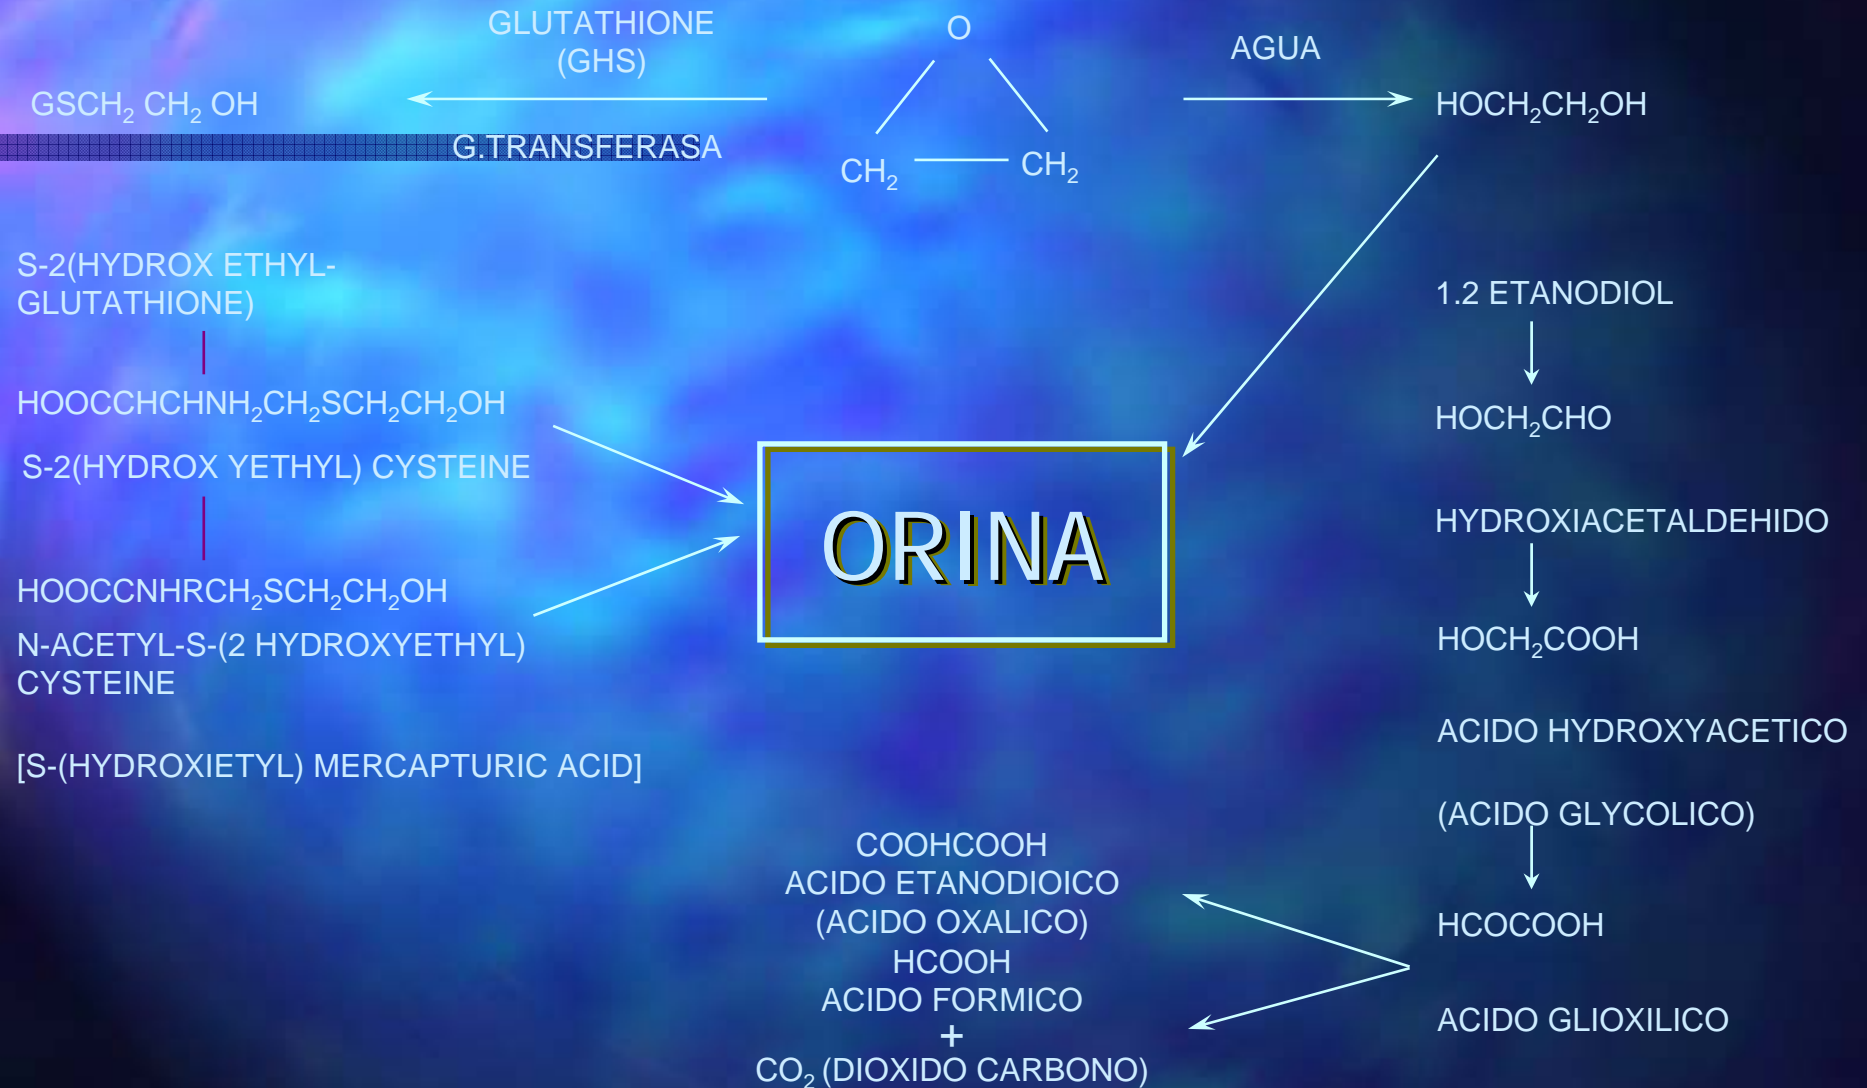 GLUTATHIONE
(GHS)
GSCH₂ CH₂ OH
G.TRANSFERASA
O
CH₂
CH₂
AGUA
HOCH₂CH₂OH
S-2(HYDROX ETHYL-
GLUTATHIONE)
HOOCCHCHNH₂CH₂SCH₂CH₂OH
S-2(HYDROX YETHYL) CYSTEINE
HOOCCNHRCH₂SCH₂CH₂OH
N-ACETYL-S-(2 HYDROXYETHYL)
CYSTEINE
[S-(HYDROXIETYL) MERCAPTURIC ACID]
ORINA
1.2 ETANODIOL
HOCH₂CHO
HYDROXIACETALDEHIDO
HOCH₂COOH
ACIDO HYDROXYACETICO
(ACIDO GLYCOLICO)
HCOCOOH
ACIDO GLIOXILICO
COOHCOOH
ACIDO ETANODIOICO
(ACIDO OXALICO)
HCOOH
ACIDO FORMICO
+
CO₂ (DIOXIDO CARBONO)